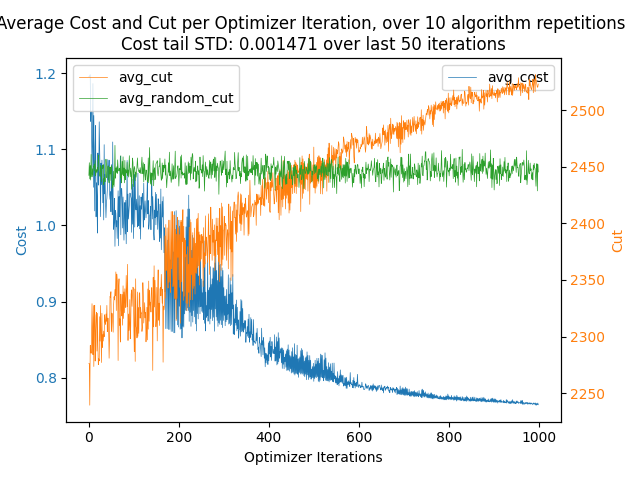 Average Cost and Cut per Optimizer Iteration, over 10 algorithm repetitions
Cost tail STD: 0.001471 over last 50 iterations
avg_cut
avg_random_cut
avg_cost
1.2
1.1
1.0
0.9
0.8
Cost
2500
2450
2400
2350
2300
2250
Cut
0 200 400 600 800 1000
Optimizer Iterations